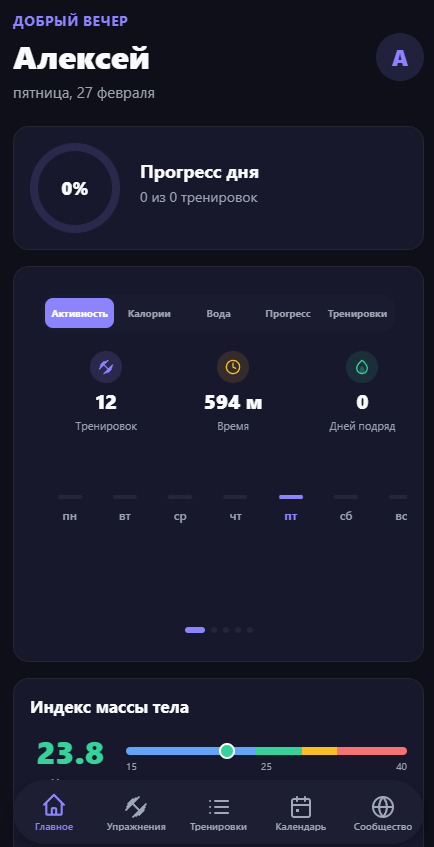 ДОБРЫЙ ВЕЧЕР
Алексей
А
пятница, 27 февраля
0%
Прогресс дня
0 из 0 тренировок
Активность Калории Вода Прогресс Тренировки
12 594 м 0
Тренировок Время Дней подряд
пн вт ср чт пт сб вс
Индекс массы тела
23.8
15 25 40
Главное Упражнения Тренировки Календарь Сообщество